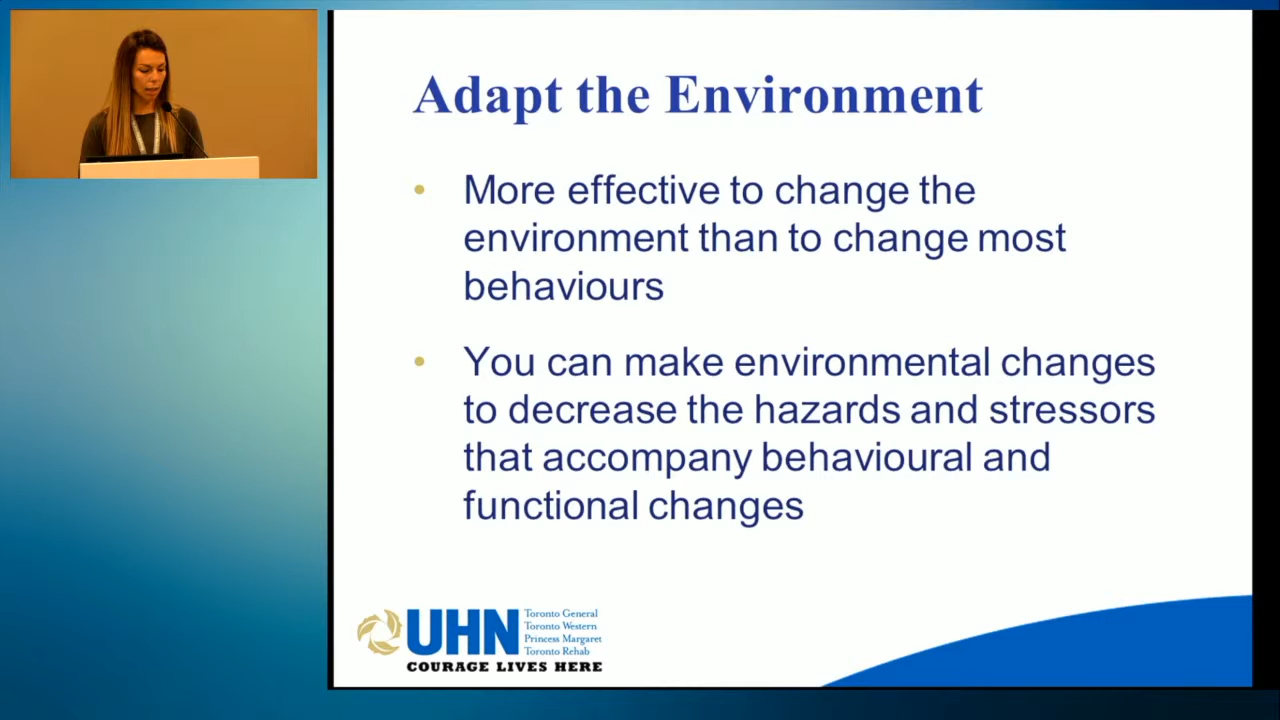 Adapt the Environment
• More effective to change the
environment than to change most
behaviours
• You can make environmental changes
to decrease the hazards and stressors
that accompany behavioural and
functional changes
UHN
Toronto General
Toronto Western
Princess Margaret
Toronto Rehab
COURAGE LIVES HERE